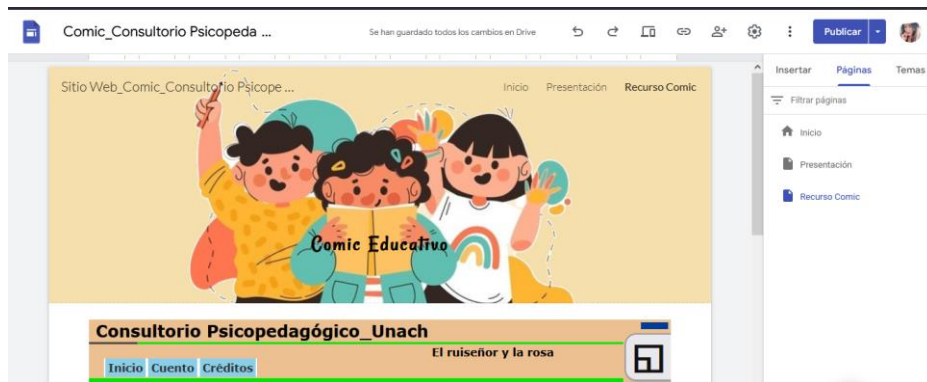 Comic_Consultorio Psicopeda ...
Se han guardado todos los cambios en Drive
Publicar
Insertar
Páginas
Temas
Sitio Web_Comic_Consultorio Psicope ...
Inicio
Presentación
Recurso Comic
Filtrar páginas
Inicio
Presentación
Recurso Comic
Comic Educativo
Consultorio Psicopedagógico_Unach
El ruiseñor y la rosa
Inicio Cuento Créditos